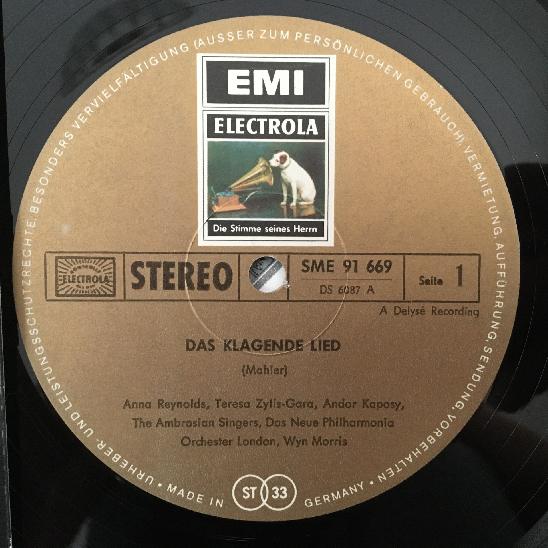 URHEBER UND LEISTUNGSSCHUTZRECHTE, BESONDERS VERVIELFÄLTIGUNG (AUSSER ZUM PERSÖNLICHEN GEBRAUCH), VERMIETUNG, AUFFÜHRUNG, SENDUNG, VORBEHALTEN
EMI
ELECTROLA
Die Stimme seines Herrn
ELECTROLA
STEREO
SME 91 669
DS 6087 A
Seite 1
A Delysé Recording
DAS KLAGENDE LIED
(Mahler)
Anna Reynolds, Teresa Zylis-Gara, Andor Kaposy,
The Ambrosian Singers, Das Neue Philharmonia
Orchester London, Wyn Morris
• MADE IN ST 33 GERMANY •